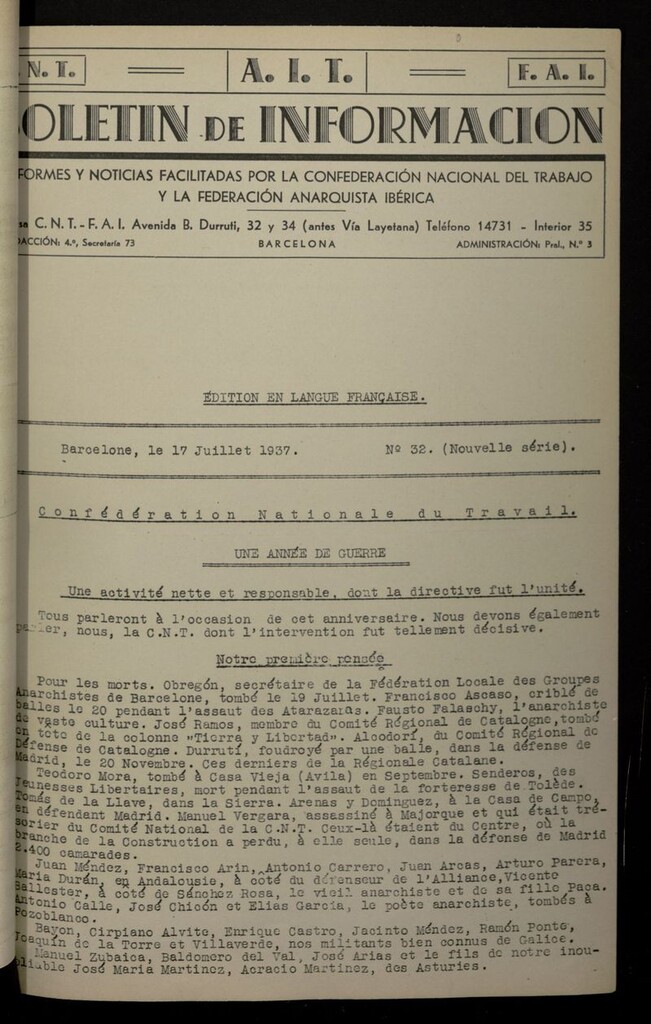 N. T.
A. I. T.
F. A. I.
OLETIN DE INFORMACION
FORMES Y NOTICIAS FACILITADAS POR LA CONFEDERACIÓN NACIONAL DEL TRABAJO
Y LA FEDERACIÓN ANARQUISTA IBÉRICA
sa C. N. T. - F. A. I. Avenida B. Durruti, 32 y 34 (antes Vía Layetana) Teléfono 14731 - Interior 35
ACCIÓN: 4.º, Secretaría 73 BARCELONA ADMINISTRACIÓN: Pral., N.º 3
ÉDITION EN LANGUE FRANÇAISE.
Barcelone, le 17 Juillet 1937. Nº 32. (Nouvelle série).
Confédération Nationale du Travail.
UNE ANNÉE DE GUERRE
Une activité nette et responsable, dont la directive fut l'unité.
Tous parleront à l'occasion de cet anniversaire. Nous devons également
parler, nous, la C.N.T. dont l'intervention fut tellement décisive.
Notre première pensée
Pour les morts. Obregón, secrétaire de la Fédération Locale des Groupes
Anarchistes de Barcelone, tombé le 19 Juillet. Francisco Ascaso, criblé de
balles le 20 pendant l'assaut des Atarazanas. Fausto Falaschy, l'anarchiste
de vaste culture. José Ramos, membre du Comité Régional de Catalogne, tombé
en tête de la colonne "Tierra y Libertad". Alcodori, du Comité Régional de
Défense de Catalogne. Durruti, foudroyé par une balle, dans la défense de
Madrid, le 20 Novembre. Ces derniers de la Régionale Catalane.
Teodoro Mora, tombé à Casa Vieja (Avila) en Septembre. Senderos, des
Jeunesses Libertaires, mort pendant l'assaut de la forteresse de Tolède.
Tomás de la Llave, dans la Sierra. Arenas y Dominguez, à la Casa de Campo,
en défendant Madrid. Manuel Vergara, assassiné à Majorque et qui était tré-
sorier du Comité National de la C.N.T. Ceux-là étaient du Centre, où la
branche de la Construction a perdu, à elle seule, dans la défense de Madrid
2.400 camarades.
Juan Méndez, Francisco Arin, Antonio Carrero, Juan Arcas, Arturo Parera,
Maria Durán, en Andalousie, à côté du défenseur de l'Alliance, Vicente
Ballester, à côté de Sánchez Rosa, le vieil anarchiste et de sa fille Paca.
Antonio Calle, José Chicón et Elias García, le poète anarchiste, tombés à
Pozoblanco.
Bayon, Cirpiano Alvite, Enrique Castro, Jacinto Méndez, Ramón Ponte,
Joaquín de la Torre et Villaverde, nos militants bien connus de Galice.
Manuel Zubaica, Baldomero del Val, José Arias et le fils de notre inou-
bliable José Maria Martinez, Acracio Martinez, des Asturies.